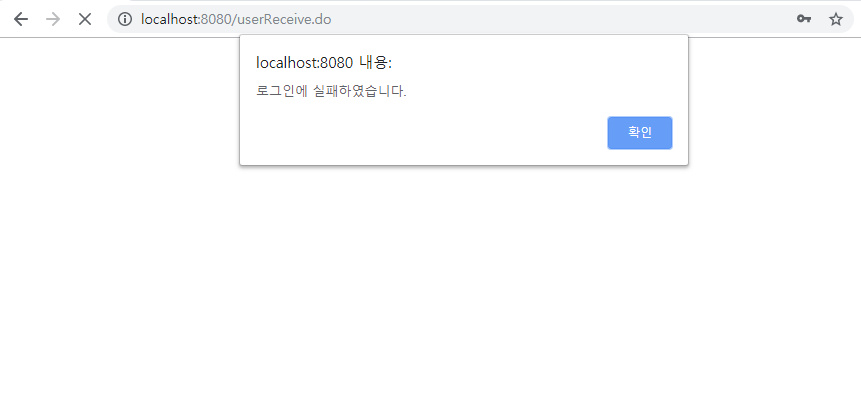 localhost:8080/userReceive.do
localhost:8080 내용:
로그인에 실패하였습니다.
확인